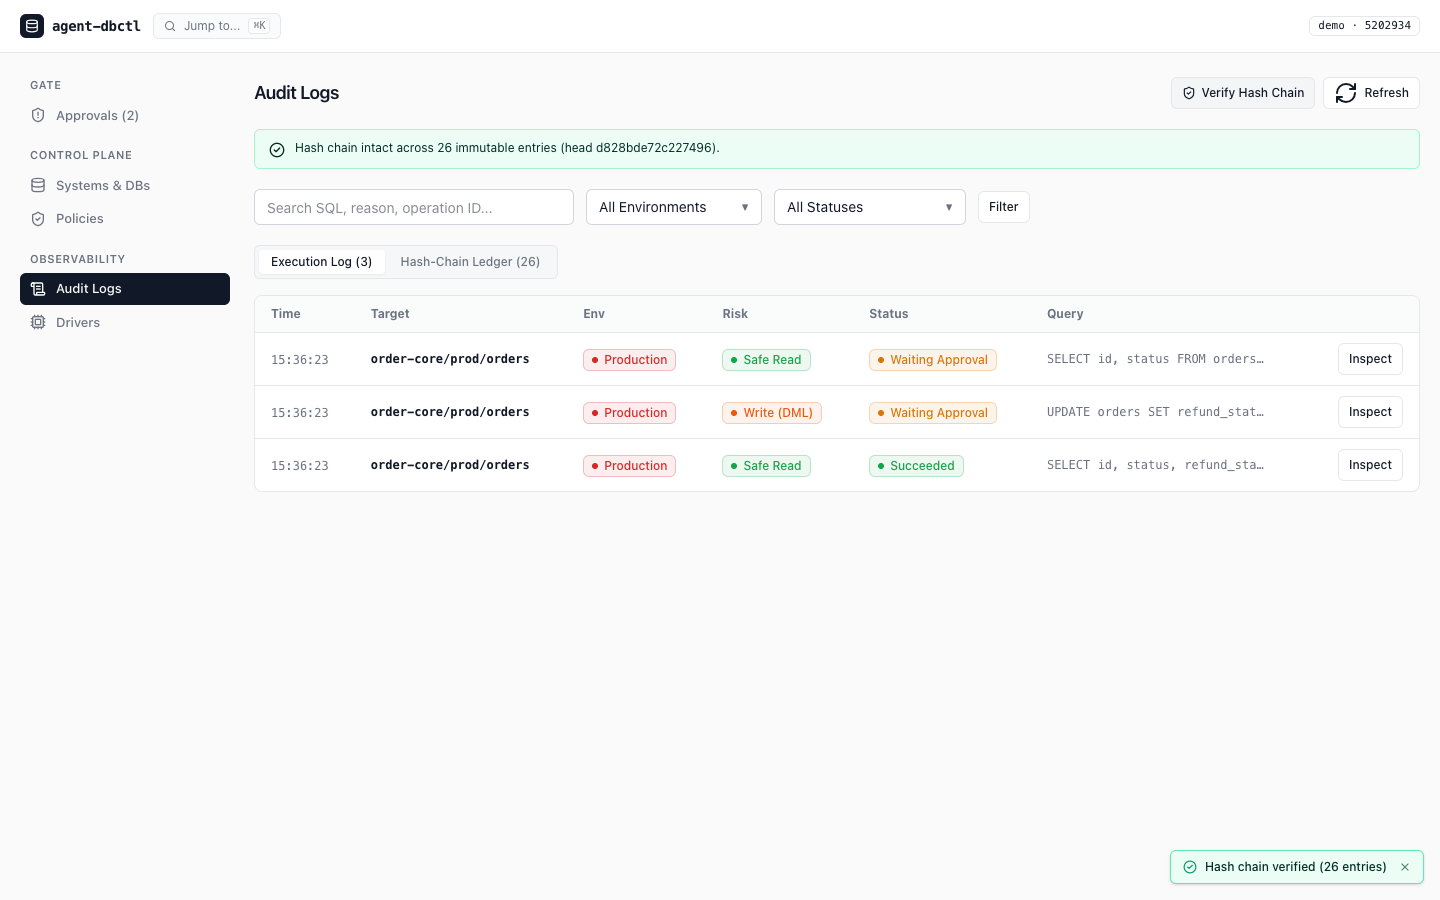 agent-dbctl
Jump to... ⌘K
demo · 5202934
GATE
Approvals (2)
CONTROL PLANE
Systems & DBs
Policies
OBSERVABILITY
Audit Logs
Drivers
Audit Logs
Verify Hash Chain
Refresh
Hash chain intact across 26 immutable entries (head d828bde72c227496).
Search SQL, reason, operation ID...
All Environments
All Statuses
Filter
Execution Log (3)
Hash-Chain Ledger (26)
Time Target Env Risk Status Query
15:36:23 order-core/prod/orders Production Safe Read Waiting Approval SELECT id, status FROM orders… Inspect
15:36:23 order-core/prod/orders Production Write (DML) Waiting Approval UPDATE orders SET refund_stat… Inspect
15:36:23 order-core/prod/orders Production Safe Read Succeeded SELECT id, status, refund_sta… Inspect
Hash chain verified (26 entries)